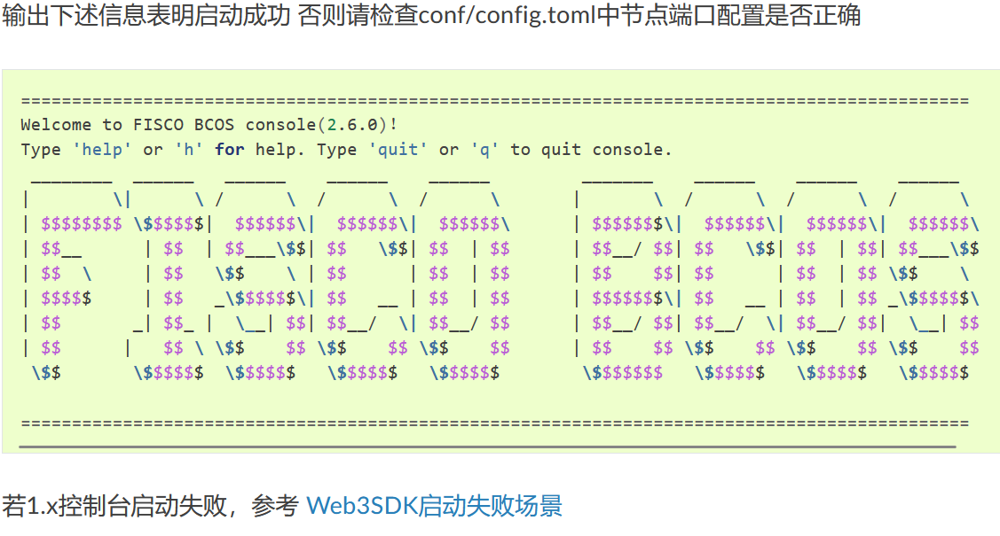 输出下述信息表明启动成功 否则请检查conf/config.toml中节点端口配置是否正确
=============================================================================================
Welcome to FISCO BCOS console(2.6.0)!
Type 'help' or 'h' for help. Type 'quit' or 'q' to quit console.
 ________ ______  ______   ______   ______       _______   ______   ______   ______
|        \|      \ /      \ /      \ /      \     |       \ /      \ /      \ /      \
| $$$$$$$$ \$$$$$$|  $$$$$$\|  $$$$$$\|  $$$$$$\    | $$$$$$$\|  $$$$$$\|  $$$$$$\|  $$$$$$\
| $$__      | $$  | $$___\$$| $$   \$$| $$  | $$    | $$__/ $$| $$   \$$| $$  | $$| $$___\$$
| $$  \     | $$   \$$    \ | $$      | $$  | $$    | $$    $$| $$      | $$  | $$ \$$    \
| $$$$$     | $$   _\$$$$$$\| $$   __ | $$  | $$    | $$$$$$$\| $$   __ | $$  | $$ _\$$$$$$\
| $$       _| $$_ |  \__| $$| $$__/  \| $$__/ $$    | $$__/ $$| $$__/  \| $$__/ $$|  \__| $$
| $$      |   $$ \ \$$    $$ \$$    $$ \$$    $$    | $$    $$ \$$    $$ \$$    $$ \$$    $$
 \$$       \$$$$$$  \$$$$$$   \$$$$$$   \$$$$$$      \$$$$$$$   \$$$$$$   \$$$$$$   \$$$$$$
=============================================================================================
若1.x控制台启动失败，参考 Web3SDK启动失败场景